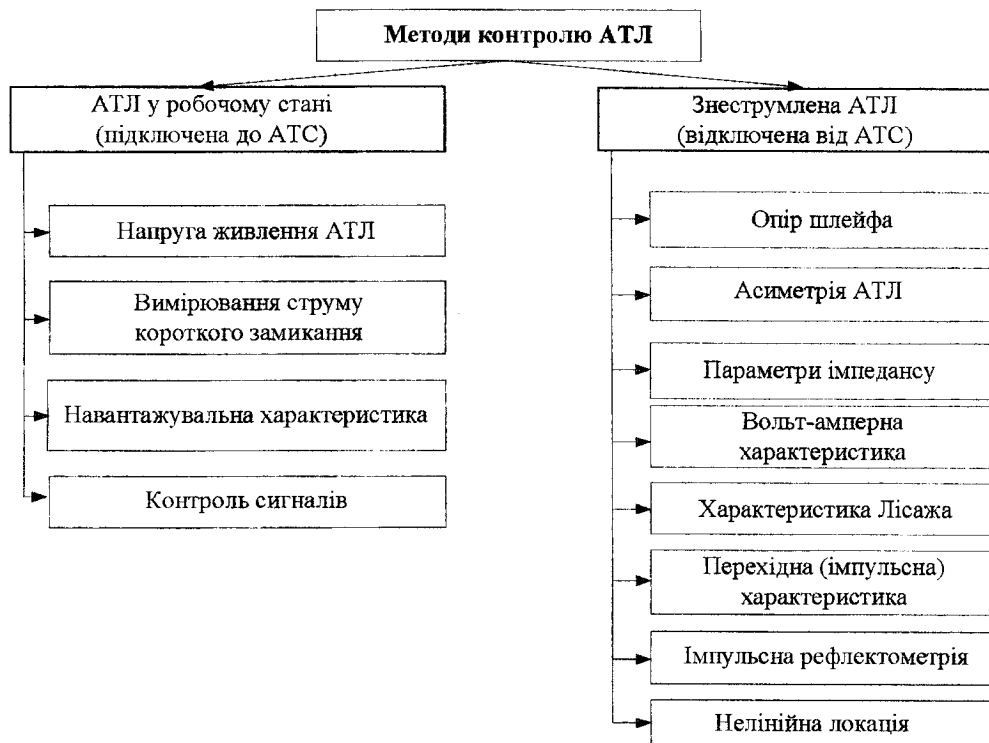 Методи контролю АТЛ
АТЛ у робочому стані
(підключена до АТС)
Напруга живлення АТЛ
Вимірювання струму
короткого замикання
Навантажувальна характеристика
Контроль сигналів
Знеструмлена АТЛ
(відключена від АТС)
Опір шлейфа
Асиметрія АТЛ
Параметри імпедансу
Вольт-амперна
характеристика
Характеристика Лісажа
Перехідна (імпульсна)
характеристика
Імпульсна рефлектометрія
Нелінійна локація